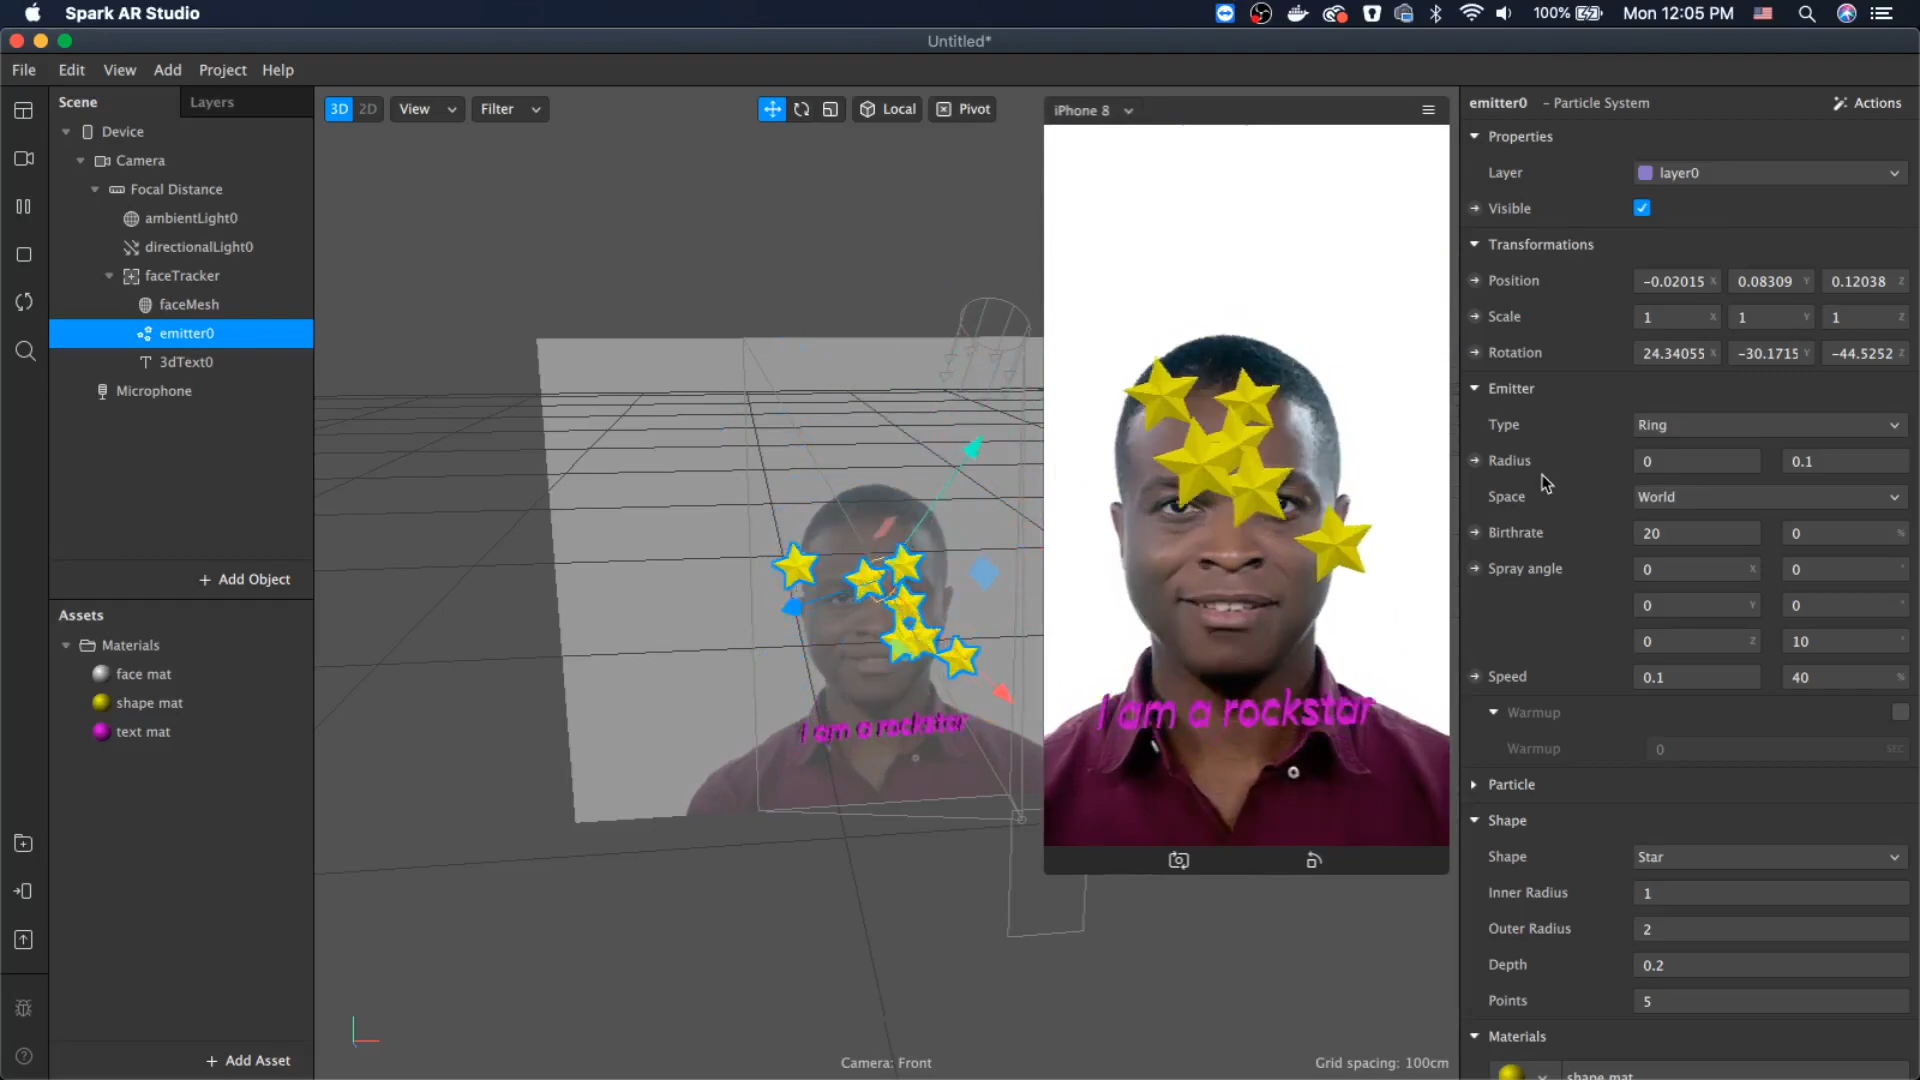 Spark AR Studio
100%
Mon 12:05 PM
Untitled*
File Edit View Add Project Help
Scene Layers
Device
Camera
Focal Distance
ambientLight0
directionalLight0
faceTracker
faceMesh
emitter0
3dText0
Microphone
+ Add Object
Assets
Materials
face mat
shape mat
text mat
+ Add Asset
3D 2D View Filter
Local Pivot
I am a rockstar
Camera: Front
Grid spacing: 100cm
iPhone 8
I am a rockstar
emitter0 - Particle System
Actions
Properties
Layer layer0
Visible
Transformations
Position -0.02015 X 0.08309 Y 0.12038 Z
Scale 1 X 1 Y 1 Z
Rotation 24.34055 X -30.1715 Y -44.5252 Z
Emitter
Type Ring
Radius 0 0.1
Space World
Birthrate 20 0 %
Spray angle 0 X 0 °
0 Y 0 °
0 Z 10 °
Speed 0.1 40 %
Warmup
Warmup 0 SEC
Particle
Shape
Shape Star
Inner Radius 1
Outer Radius 2
Depth 0.2
Points 5
Materials
shape mat